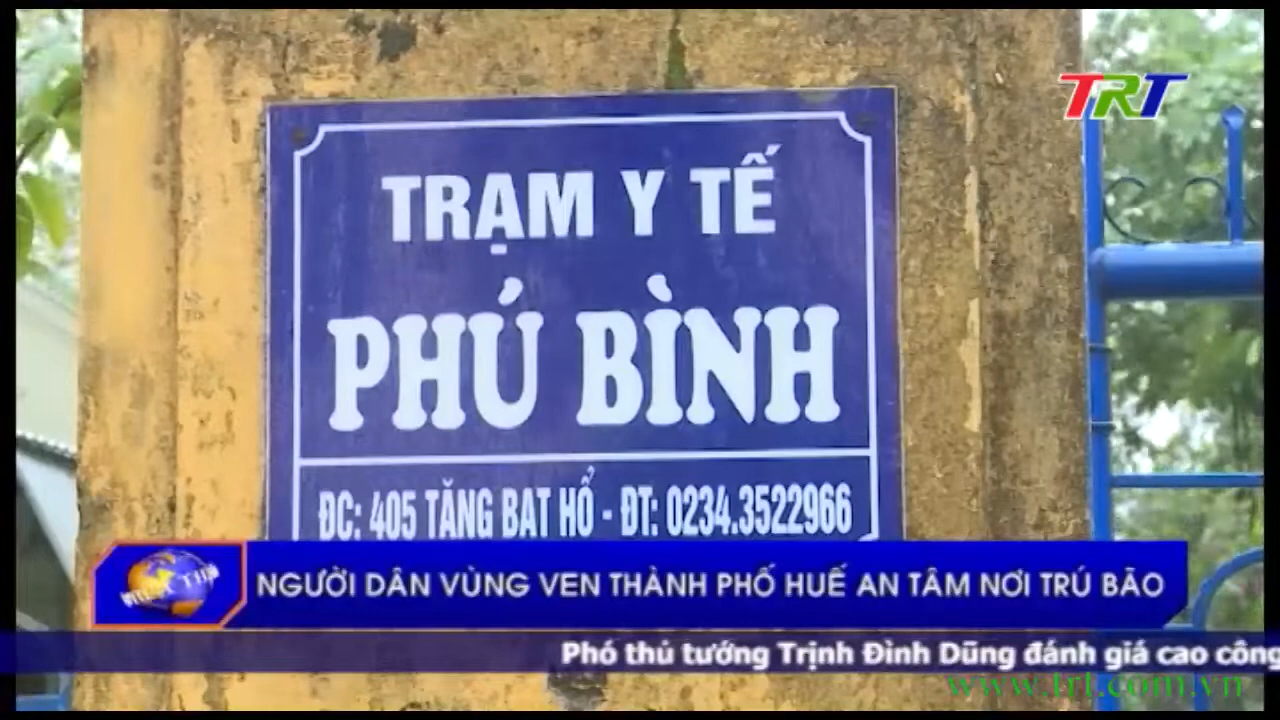 TRT
TRẠM Y TẾ
PHÚ BÌNH
ĐC: 405 TĂNG BAT HỔ - ĐT: 0234.3522966
NGƯỜI DÂN VÙNG VEN THÀNH PHỐ HUẾ AN TÂM NƠI TRÚ BÃO
Phó thủ tướng Trịnh Đình Dũng đánh giá cao công
www.trt.com.vn